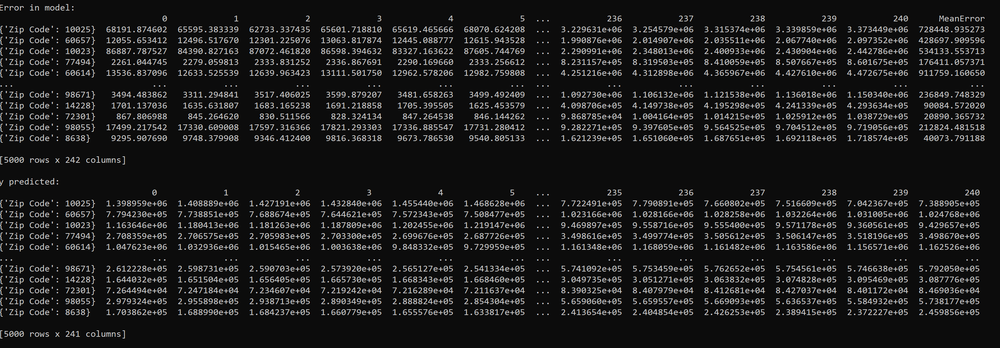 Error in model:
0 1 2 3 4 5 ... 236 237 238 239 240 MeanError
{'Zip Code': 10025} 68191.874602 65595.383339 62733.337435 65601.718810 65619.465666 68070.624208 ... 3.229631e+06 3.254579e+06 3.315374e+06 3.339859e+06 3.373449e+06 728448.935273
{'Zip Code': 60657} 12055.653412 12496.517670 12301.225076 13063.817874 12445.088777 12615.943528 ... 1.990876e+06 2.014907e+06 2.035511e+06 2.067740e+06 2.097352e+06 428697.909596
{'Zip Code': 10023} 86887.787527 84390.827163 87072.461820 86598.394632 83327.163622 87605.744769 ... 2.290991e+06 2.348013e+06 2.400933e+06 2.430904e+06 2.442786e+06 534133.553713
{'Zip Code': 77494} 2261.044745 2279.059813 2333.831252 2336.867691 2290.169660 2333.256612 ... 8.231157e+05 8.319503e+05 8.410059e+05 8.507667e+05 8.601675e+05 176411.057371
{'Zip Code': 60614} 13536.837096 12633.525539 12639.963423 13111.501750 12962.578206 12982.759808 ... 4.251216e+06 4.312898e+06 4.365967e+06 4.427610e+06 4.472675e+06 911759.160650
... ... ... ... ... ... ... ... ... ... ... ... ... ...
{'Zip Code': 98671} 3494.483862 3311.294841 3517.406025 3599.879207 3481.658263 3499.492409 ... 1.092730e+06 1.106132e+06 1.121538e+06 1.136018e+06 1.150340e+06 236849.748329
{'Zip Code': 14228} 1701.137036 1635.631807 1683.165238 1691.218858 1705.395505 1625.453579 ... 4.098706e+05 4.149738e+05 4.195298e+05 4.241339e+05 4.293634e+05 90084.572020
{'Zip Code': 72301} 867.806988 845.264620 830.511566 828.324134 847.264538 846.144262 ... 9.868785e+04 1.004164e+05 1.014215e+05 1.025912e+05 1.038729e+05 20890.365732
{'Zip Code': 98055} 17499.217542 17330.609008 17597.316366 17821.293303 17336.885547 17731.280412 ... 9.282271e+05 9.397605e+05 9.564525e+05 9.704512e+05 9.719056e+05 212824.481518
{'Zip Code': 8638} 9295.907690 9748.379908 9346.412400 9816.368318 9673.786530 9540.805133 ... 1.621239e+05 1.651060e+05 1.687651e+05 1.692118e+05 1.718574e+05 40073.791188
[5000 rows x 242 columns]
y predicted:
0 1 2 3 4 5 ... 235 236 237 238 239 240
{'Zip Code': 10025} 1.398959e+06 1.408889e+06 1.427191e+06 1.432840e+06 1.455440e+06 1.468628e+06 ... 7.722491e+05 7.790891e+05 7.660802e+05 7.516609e+05 7.042367e+05 7.388905e+05
{'Zip Code': 60657} 7.794230e+05 7.738851e+05 7.688674e+05 7.644621e+05 7.572343e+05 7.508477e+05 ... 1.023166e+06 1.028166e+06 1.028258e+06 1.032264e+06 1.031005e+06 1.024768e+06
{'Zip Code': 10023} 1.163646e+06 1.180413e+06 1.181263e+06 1.187809e+06 1.202455e+06 1.219147e+06 ... 9.469897e+05 9.558716e+05 9.555400e+05 9.571178e+05 9.360561e+05 9.429657e+05
{'Zip Code': 77494} 2.708359e+05 2.706575e+05 2.705983e+05 2.703300e+05 2.699676e+05 2.687726e+05 ... 3.498616e+05 3.499774e+05 3.505612e+05 3.506147e+05 3.518196e+05 3.498670e+05
{'Zip Code': 60614} 1.047623e+06 1.032936e+06 1.015465e+06 1.003638e+06 9.848332e+05 9.729959e+05 ... 1.161348e+06 1.168059e+06 1.161482e+06 1.163586e+06 1.156571e+06 1.162526e+06
... ... ... ... ... ... ... ... ... ... ... ... ... ...
{'Zip Code': 98671} 2.612228e+05 2.598731e+05 2.590703e+05 2.573920e+05 2.565127e+05 2.541334e+05 ... 5.741092e+05 5.753459e+05 5.762652e+05 5.754561e+05 5.746638e+05 5.792050e+05
{'Zip Code': 14228} 1.644032e+05 1.651504e+05 1.656405e+05 1.665730e+05 1.668343e+05 1.668460e+05 ... 3.049735e+05 3.051271e+05 3.063832e+05 3.074828e+05 3.095469e+05 3.087776e+05
{'Zip Code': 72301} 7.264494e+04 7.247184e+04 7.234607e+04 7.219242e+04 7.216289e+04 7.211637e+04 ... 8.390325e+04 8.407979e+04 8.412681e+04 8.427037e+04 8.401172e+04 8.469036e+04
{'Zip Code': 98055} 2.979324e+05 2.955898e+05 2.938713e+05 2.890349e+05 2.888824e+05 2.854304e+05 ... 5.659060e+05 5.659557e+05 5.669093e+05 5.636537e+05 5.584932e+05 5.738177e+05
{'Zip Code': 8638} 1.703862e+05 1.688990e+05 1.684237e+05 1.660779e+05 1.655576e+05 1.633817e+05 ... 2.413654e+05 2.404854e+05 2.426253e+05 2.389415e+05 2.372227e+05 2.459856e+05
[5000 rows x 241 columns]